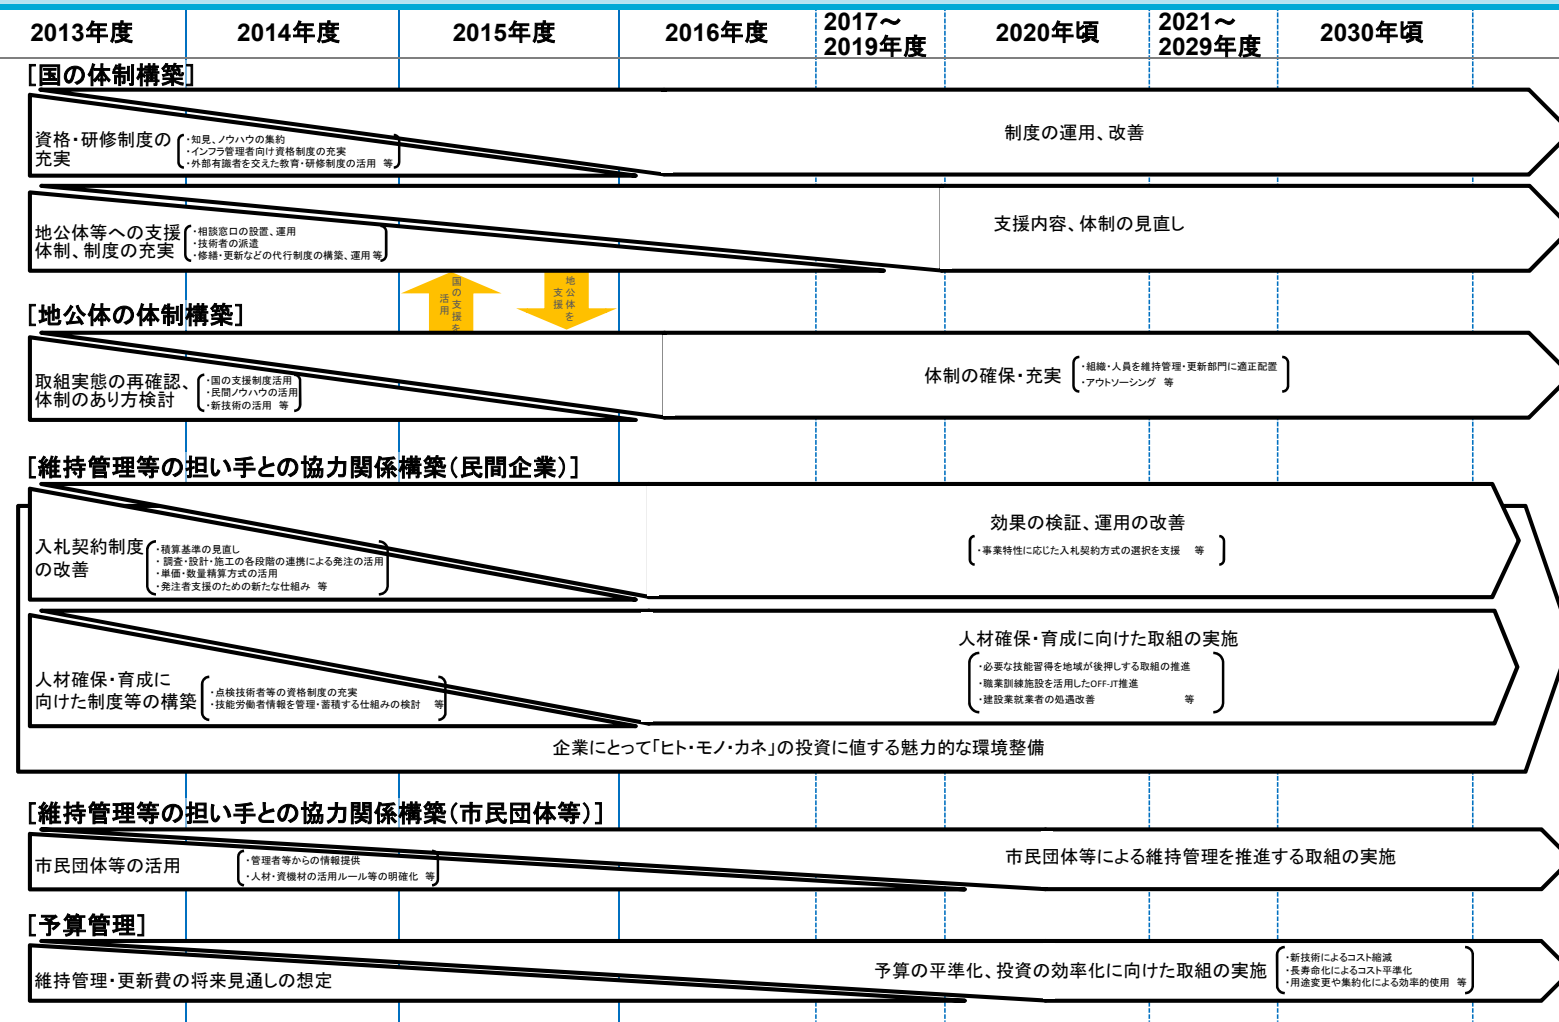 2013年度
2014年度
2015年度
2016年度
2017～
2019年度
2020年頃
2021～
2029年度
2030年頃
[国の体制構築]
資格・研修制度の
充実
・知見、ノウハウの集約
・インフラ管理者向け資格制度の充実
・外部有識者を交えた教育・研修制度の活用 等
制度の運用、改善
地公体等への支援
体制、制度の充実
・相談窓口の設置、運用
・技術者の派遣
・修繕・更新などの代行制度の構築、運用 等
支援内容、体制の見直し
国の支援を
活用
地公体を
支援
[地公体の体制構築]
取組実態の再確認、
体制のあり方検討
・国の支援制度活用
・民間ノウハウの活用
・新技術の活用 等
体制の確保・充実
・組織・人員を維持管理・更新部門に適正配置
・アウトソーシング 等
[維持管理等の担い手との協力関係構築（民間企業）]
入札契約制度
の改善
・積算基準の見直し
・調査・設計・施工の各段階の連携による発注の活用
・単価・数量精算方式の活用
・発注者支援のための新たな仕組み 等
効果の検証、運用の改善
・事業特性に応じた入札契約方式の選択を支援 等
人材確保・育成に
向けた制度等の構築
・点検技術者等の資格制度の充実
・技能労働者情報を管理・蓄積する仕組みの検討 等
人材確保・育成に向けた取組の実施
・必要な技能習得を地域が後押しする取組の推進
・職業訓練施設を活用したOFF-JT推進
・建設業就業者の処遇改善 等
企業にとって「ヒト・モノ・カネ」の投資に値する魅力的な環境整備
[維持管理等の担い手との協力関係構築（市民団体等）]
市民団体等の活用
・管理者等からの情報提供
・人材・資機材の活用ルール等の明確化 等
市民団体等による維持管理を推進する取組の実施
[予算管理]
維持管理・更新費の将来見通しの想定
予算の平準化、投資の効率化に向けた取組の実施
・新技術によるコスト縮減
・長寿命化によるコスト平準化
・用途変更や集約化による効率的使用 等